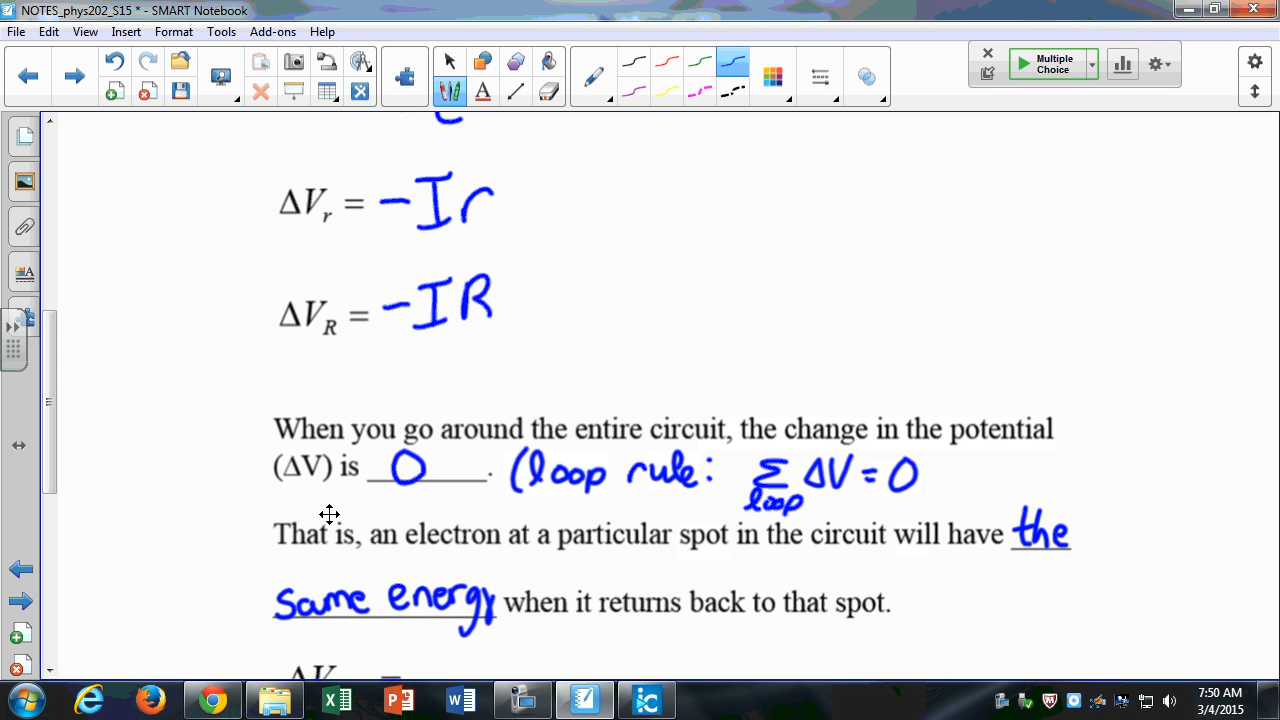 NOTES_phys202_S15 * - SMART Notebook
File Edit View Insert Format Tools Add-ons Help
Multiple
Choice
ΔVr = -Ir
ΔVR = -IR
When you go around the entire circuit, the change in the potential
(ΔV) is 0. (loop rule: Σ ΔV = 0
loop
That is, an electron at a particular spot in the circuit will have the
same energy when it returns back to that spot.
7:50 AM
3/4/2015